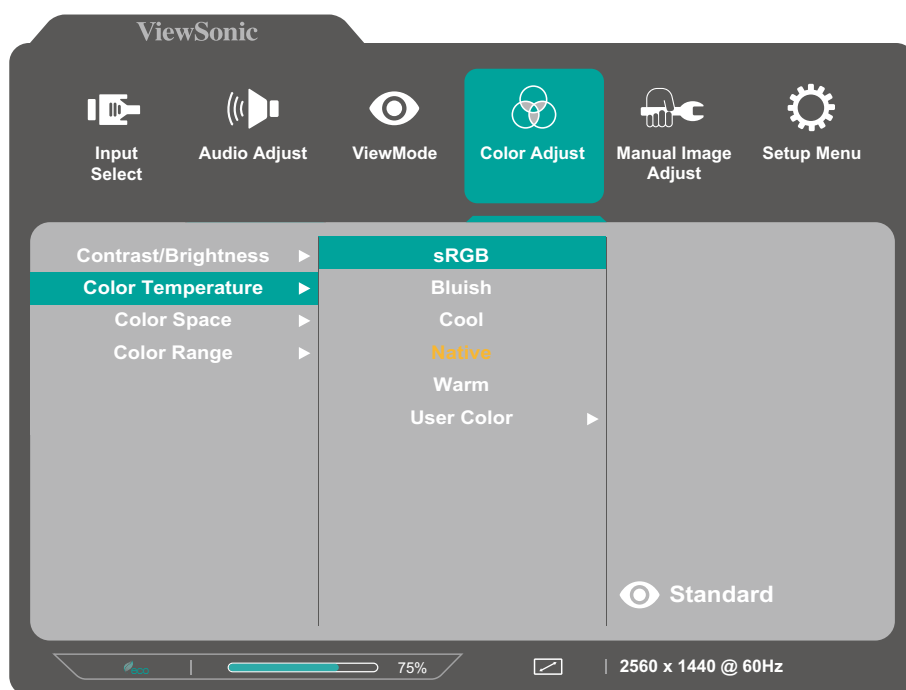 ViewSonic
Input
Select
Audio Adjust
ViewMode
Color Adjust
Manual Image
Adjust
Setup Menu
Contrast/Brightness
Color Temperature
Color Space
Color Range
sRGB
Bluish
Cool
Native
Warm
User Color
Standard
eco
75%
2560 x 1440 @ 60Hz